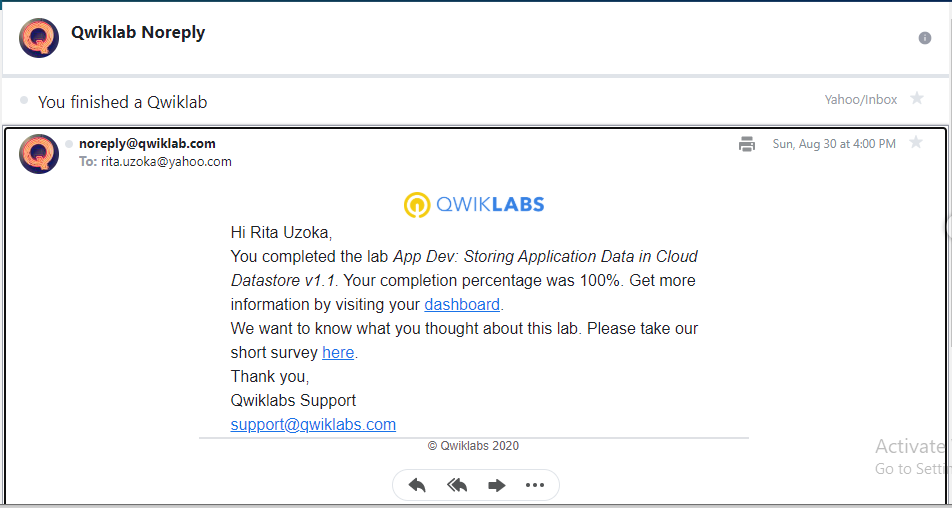 Qwiklab Noreply
You finished a Qwiklab
Yahoo/Inbox
noreply@qwiklab.com
Sun, Aug 30 at 4:00 PM
To: rita.uzoka@yahoo.com
QWIKLABS
Hi Rita Uzoka,
You completed the lab App Dev: Storing Application Data in Cloud
Datastore v1.1. Your completion percentage was 100%. Get more
information by visiting your dashboard.
We want to know what you thought about this lab. Please take our
short survey here.
Thank you,
Qwiklabs Support
support@qwiklabs.com
© Qwiklabs 2020
Activate
Go to Setti